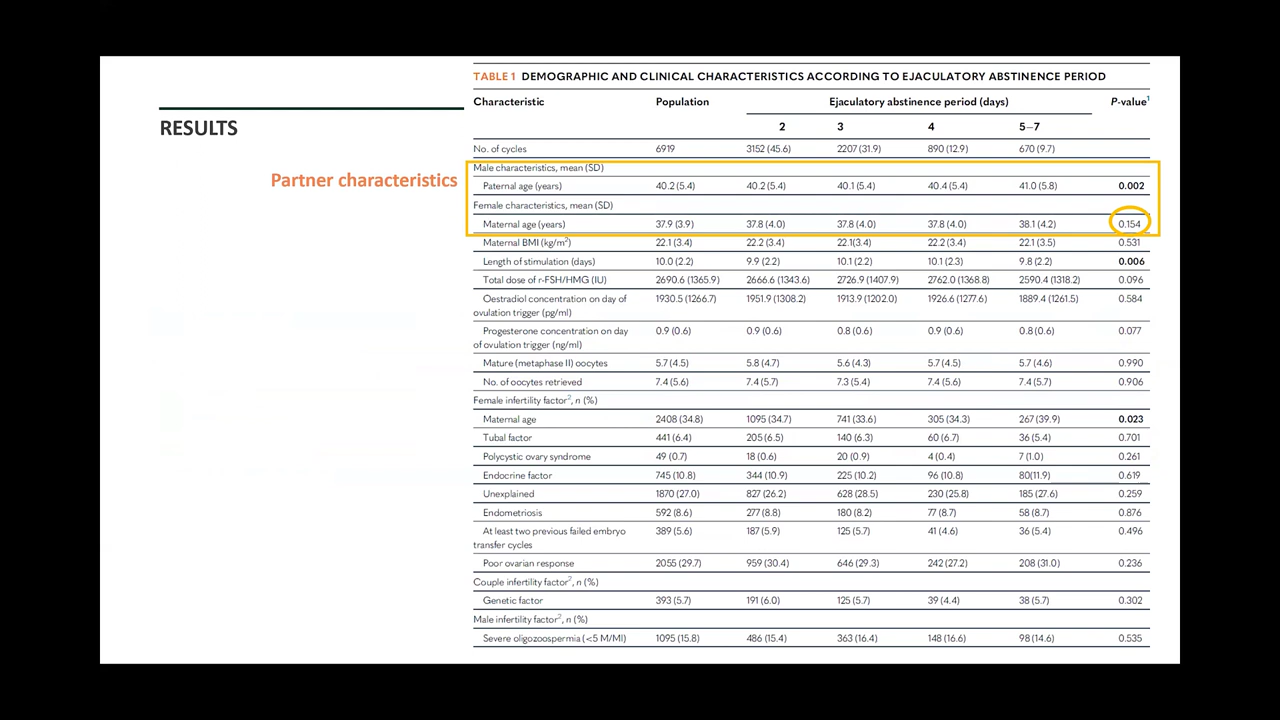 RESULTS
Partner characteristics
TABLE 1 DEMOGRAPHIC AND CLINICAL CHARACTERISTICS ACCORDING TO EJACULATORY ABSTINENCE PERIOD
Characteristic Population Ejaculatory abstinence period (days) P-value¹
2 3 4 5–7
No. of cycles 6919 3152 (45.6) 2207 (31.9) 890 (12.9) 670 (9.7)
Male characteristics, mean (SD)
Paternal age (years) 40.2 (5.4) 40.2 (5.4) 40.1 (5.4) 40.4 (5.4) 41.0 (5.8) 0.002
Female characteristics, mean (SD)
Maternal age (years) 37.9 (3.9) 37.8 (4.0) 37.8 (4.0) 37.8 (4.0) 38.1 (4.2) 0.154
Maternal BMI (kg/m²) 22.1 (3.4) 22.2 (3.4) 22.1(3.4) 22.2 (3.4) 22.1 (3.5) 0.531
Length of stimulation (days) 10.0 (2.2) 9.9 (2.2) 10.1 (2.2) 10.1 (2.3) 9.8 (2.2) 0.006
Total dose of r-FSH/HMG (IU) 2690.6 (1365.9) 2666.6 (1343.6) 2726.9 (1407.9) 2762.0 (1368.8) 2590.4 (1318.2) 0.096
Oestradiol concentration on day of 1930.5 (1266.7) 1951.9 (1308.2) 1913.9 (1202.0) 1926.6 (1277.6) 1889.4 (1261.5) 0.584
ovulation trigger (pg/ml)
Progesterone concentration on day 0.9 (0.6) 0.9 (0.6) 0.8 (0.6) 0.9 (0.6) 0.8 (0.6) 0.077
of ovulation trigger (ng/ml)
Mature (metaphase II) oocytes 5.7 (4.5) 5.8 (4.7) 5.6 (4.3) 5.7 (4.5) 5.7 (4.6) 0.990
No. of oocytes retrieved 7.4 (5.6) 7.4 (5.7) 7.3 (5.4) 7.4 (5.6) 7.4 (5.7) 0.906
Female infertility factor², n (%)
Maternal age 2408 (34.8) 1095 (34.7) 741 (33.6) 305 (34.3) 267 (39.9) 0.023
Tubal factor 441 (6.4) 205 (6.5) 140 (6.3) 60 (6.7) 36 (5.4) 0.701
Polycystic ovary syndrome 49 (0.7) 18 (0.6) 20 (0.9) 4 (0.4) 7 (1.0) 0.261
Endocrine factor 745 (10.8) 344 (10.9) 225 (10.2) 96 (10.8) 80(11.9) 0.619
Unexplained 1870 (27.0) 827 (26.2) 628 (28.5) 230 (25.8) 185 (27.6) 0.259
Endometriosis 592 (8.6) 277 (8.8) 180 (8.2) 77 (8.7) 58 (8.7) 0.876
At least two previous failed embryo 389 (5.6) 187 (5.9) 125 (5.7) 41 (4.6) 36 (5.4) 0.496
transfer cycles
Poor ovarian response 2055 (29.7) 959 (30.4) 646 (29.3) 242 (27.2) 208 (31.0) 0.236
Couple infertility factor², n (%)
Genetic factor 393 (5.7) 191 (6.0) 125 (5.7) 39 (4.4) 38 (5.7) 0.302
Male infertility factor², n (%)
Severe oligozoospermia (<5 M/Ml) 1095 (15.8) 486 (15.4) 363 (16.4) 148 (16.6) 98 (14.6) 0.535